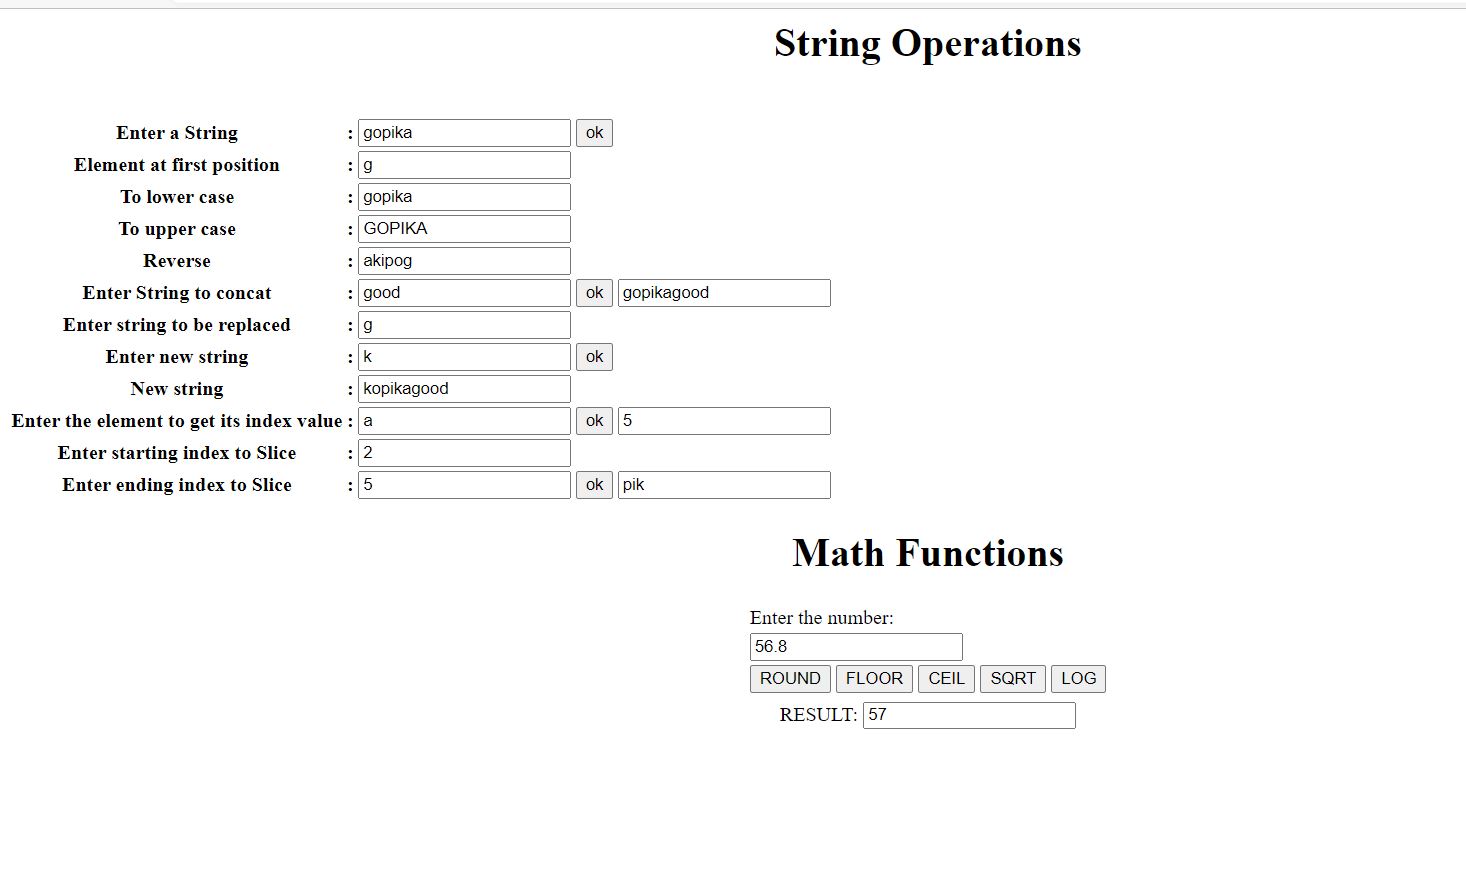 String Operations
Enter a String : gopika ok
Element at first position : g
To lower case : gopika
To upper case : GOPIKA
Reverse : akipog
Enter String to concat : good ok gopikagood
Enter string to be replaced : g
Enter new string : k ok
New string : kopikagood
Enter the element to get its index value : a ok 5
Enter starting index to Slice : 2
Enter ending index to Slice : 5 ok pik
Math Functions
Enter the number:
56.8
ROUND FLOOR CEIL SQRT LOG
RESULT: 57